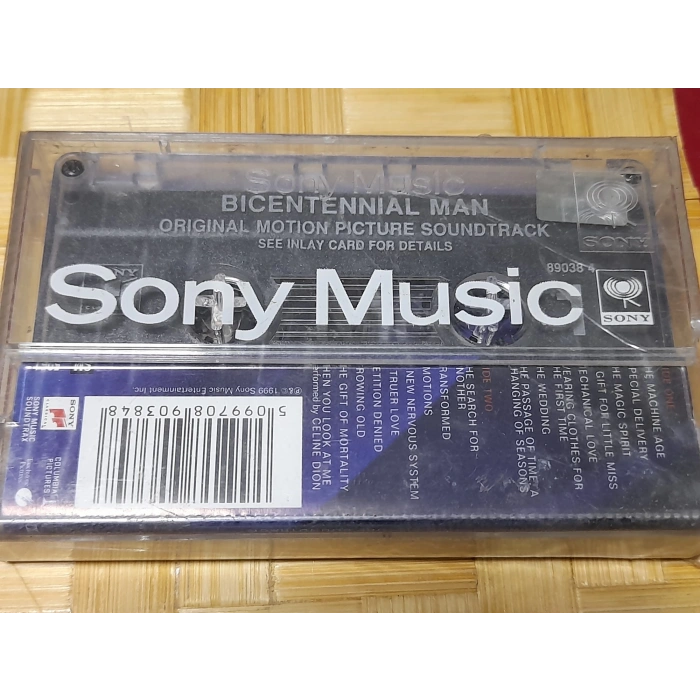 Sony Music
BICENTENNIAL MAN
ORIGINAL MOTION PICTURE SOUNDTRACK
SEE INLAY CARD FOR DETAILS
SONY
89038 4
Sony Music
SONY
HE MACHINE AGE
PECIAL DELIVERY
HE MAGIC SPIRIT
GIFT FOR LITTLE MISS
ECHANICAL LOVE
EARING CLOTHES FOR
HE FIRST TIME
HE WEDDING
HE PASSAGE OF TIME/A
HANGING OF SEASONS
IDE TWO:
HE SEARCH FOR
NOTHER
RANSFORMED
MOTIONS
NEW NERVOUS SYSTEM
TRUER LOVE
ETITION DENIED
ROWING OLD
HE GIFT OF MORTALITY
HEN YOU LOOK AT ME
erformed by CELINE DION
5 099708 903848
℗© 1999 Sony Music Entertainment Inc.
SONY
CLASSICAL
SONY MUSIC
SOUNDTRAX
COLUMBIA
PICTURES